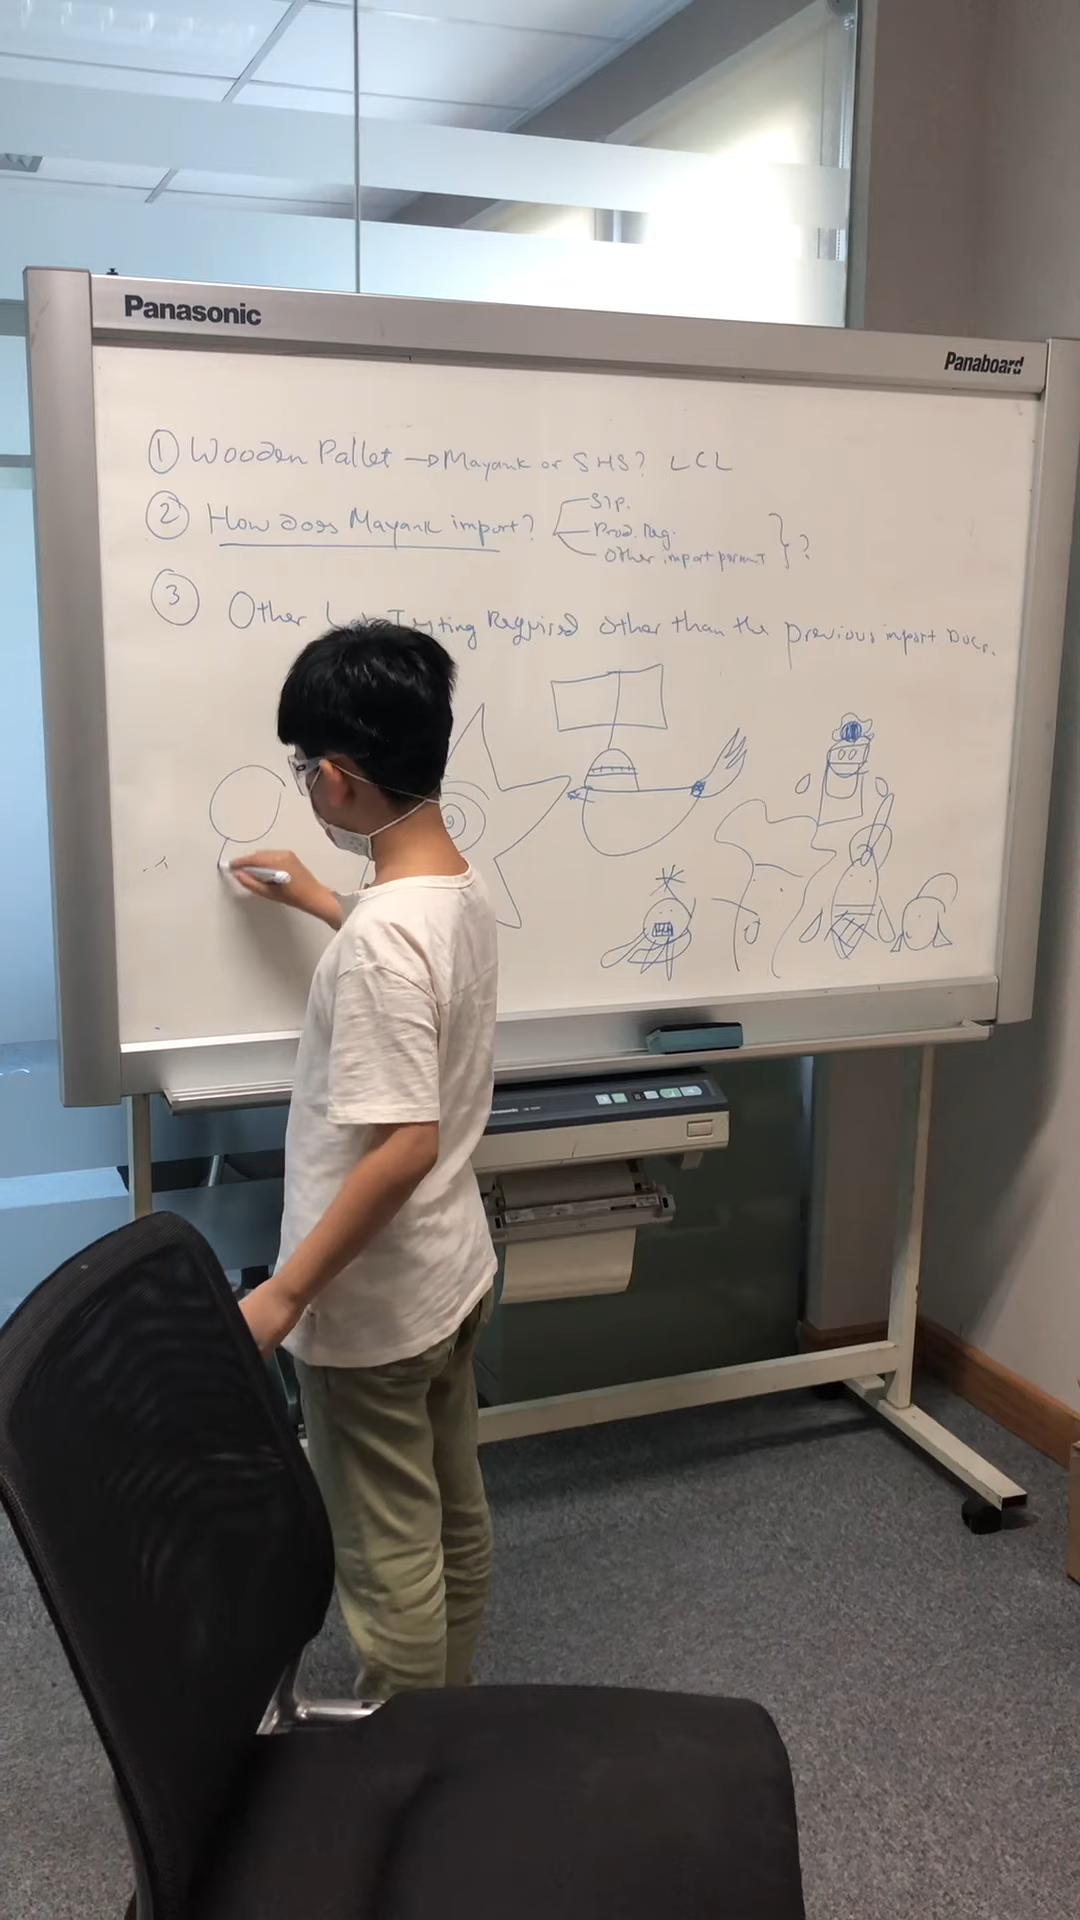 Panasonic
Panaboard
① Wooden Pallet → Mayank or SHS? LCL
② How does Mayank import?
SIP.
Prod. Reg.
Other import permit
} ?
③ Other Testing Required other than the previous import Docs.
Panasonic